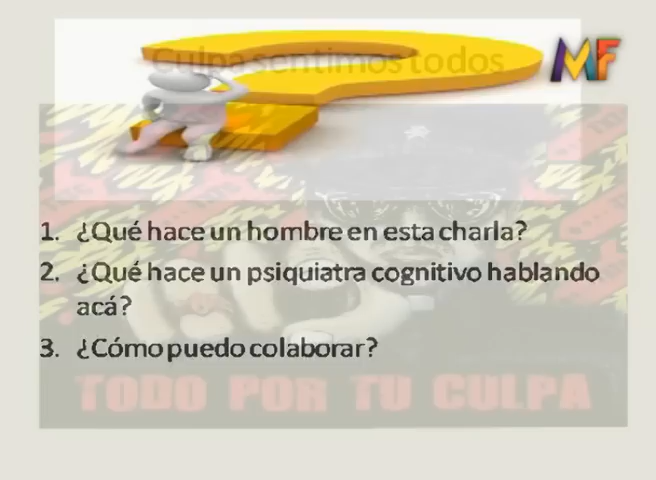 Culpa sentimos todos
MF
1. ¿Qué hace un hombre en esta charla?
2. ¿Qué hace un psiquiatra cognitivo hablando
acá?
3. ¿Cómo puedo colaborar?
TODO POR TU CULPA